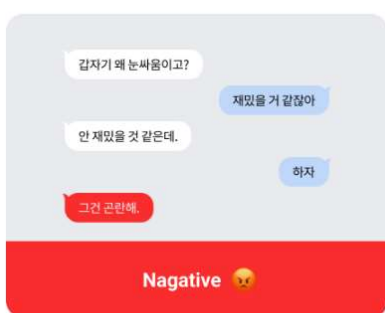 갑자기 왜 눈싸움이고?
재밌을 거 같잖아
안 재밌을 것 같은데.
하자
그건 곤란해.
Nagative 😡